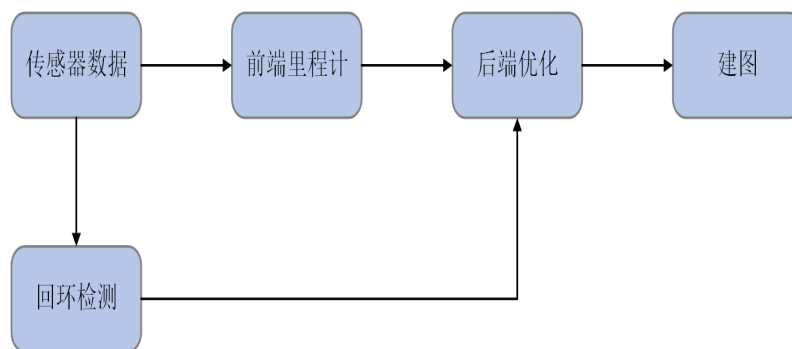 传感器数据
前端里程计
后端优化
建图
回环检测